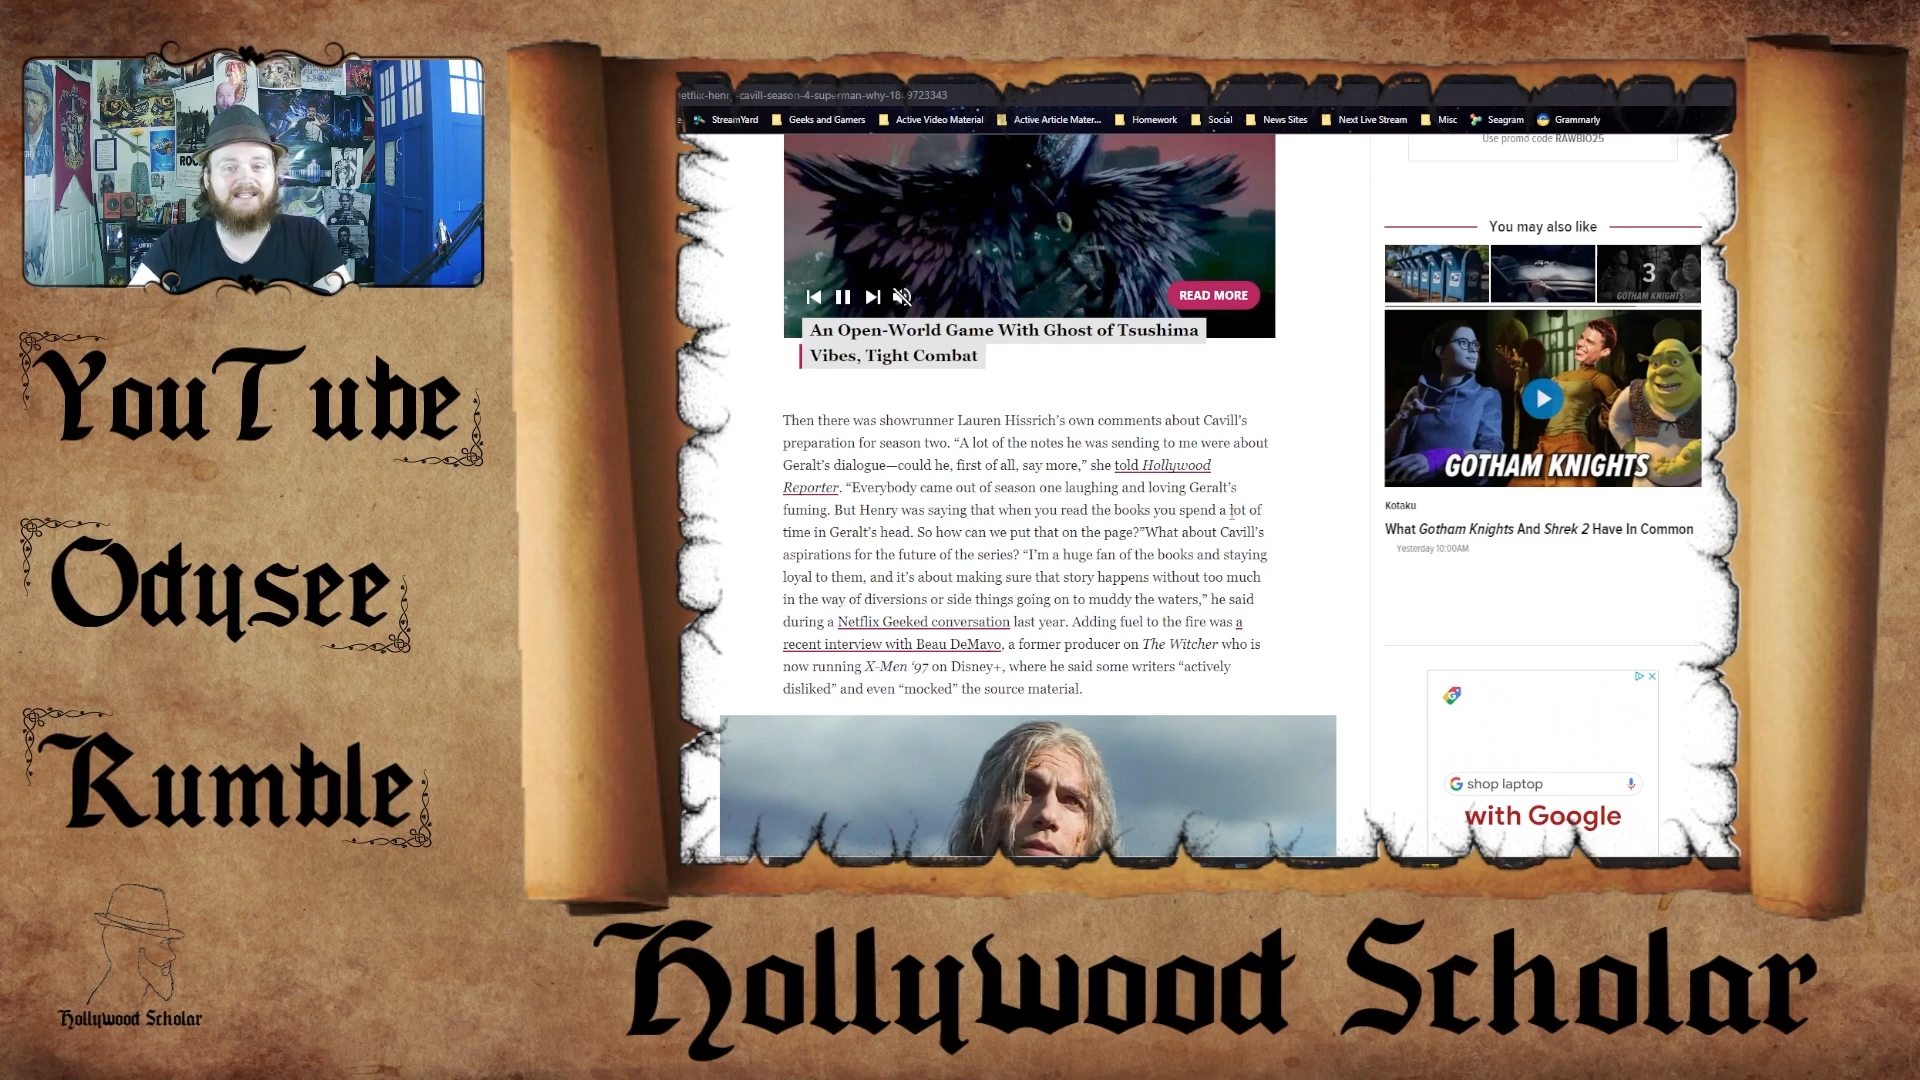 etflix-henr -cavill-season-4-superman-why-18 9723343
StreamYard
Geeks and Gamers
Active Video Material
Active Article Mater...
Homework
Social
News Sites
Next Live Stream
Misc
Seagram
Grammarly
YouTube
Odysee
Rumble
Hollywood Scholar
READ MORE
An Open-World Game With Ghost of Tsushima
Vibes, Tight Combat
Then there was showrunner Lauren Hissrich's own comments about Cavill's
preparation for season two. “A lot of the notes he was sending to me were about
Geralt's dialogue—could he, first of all, say more,” she told Hollywood
Reporter. “Everybody came out of season one laughing and loving Geralt's
fuming. But Henry was saying that when you read the books you spend a lot of
time in Geralt's head. So how can we put that on the page?”What about Cavill's
aspirations for the future of the series? “I'm a huge fan of the books and staying
loyal to them, and it's about making sure that story happens without too much
in the way of diversions or side things going on to muddy the waters,” he said
during a Netflix Geeked conversation last year. Adding fuel to the fire was a
recent interview with Beau DeMayo, a former producer on The Witcher who is
now running X-Men ‘97 on Disney+, where he said some writers “actively
disliked” and even “mocked” the source material.
Use promo code RAWBIO25
You may also like
3
GOTHAM KNIGHTS
GOTHAM KNIGHTS
Kotaku
What Gotham Knights And Shrek 2 Have In Common
Yesterday 10:00AM
shop laptop
with Google
Hollywood Scholar